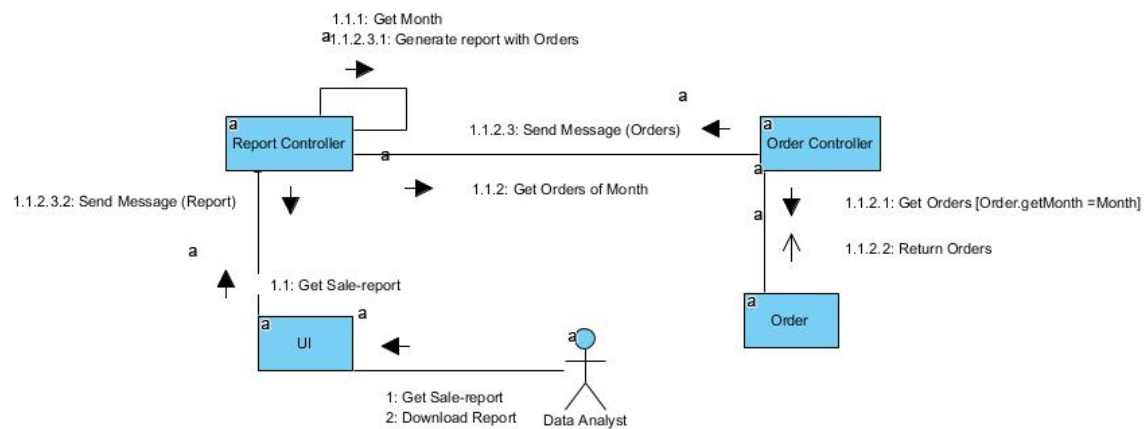 1.1.1: Get Month
a
1.1.2.3.1: Generate report with Orders
a
a
Report Controller
a
1.1.2.3: Send Message (Orders)
a
Order Controller
a
a
1.1.2.3.2: Send Message (Report)
1.1.2: Get Orders of Month
a
1.1.2.1: Get Orders [Order.getMonth =Month]
a
1.1.2.2: Return Orders
1.1: Get Sale-report
a
Order
a
UI
a
a
1: Get Sale-report
2: Download Report
Data Analyst